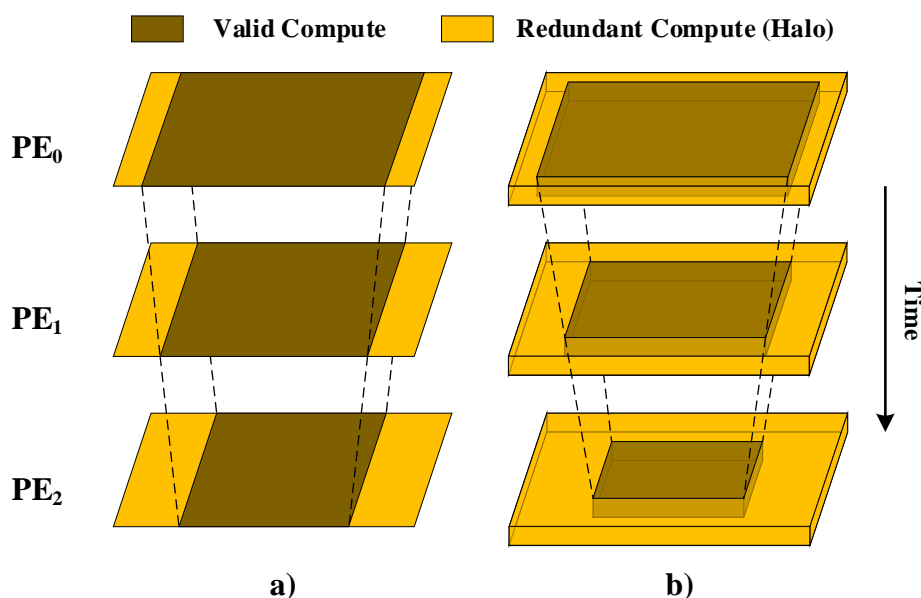 Valid Compute
Redundant Compute (Halo)
PE₀
PE₁
PE₂
Time
a)
b)